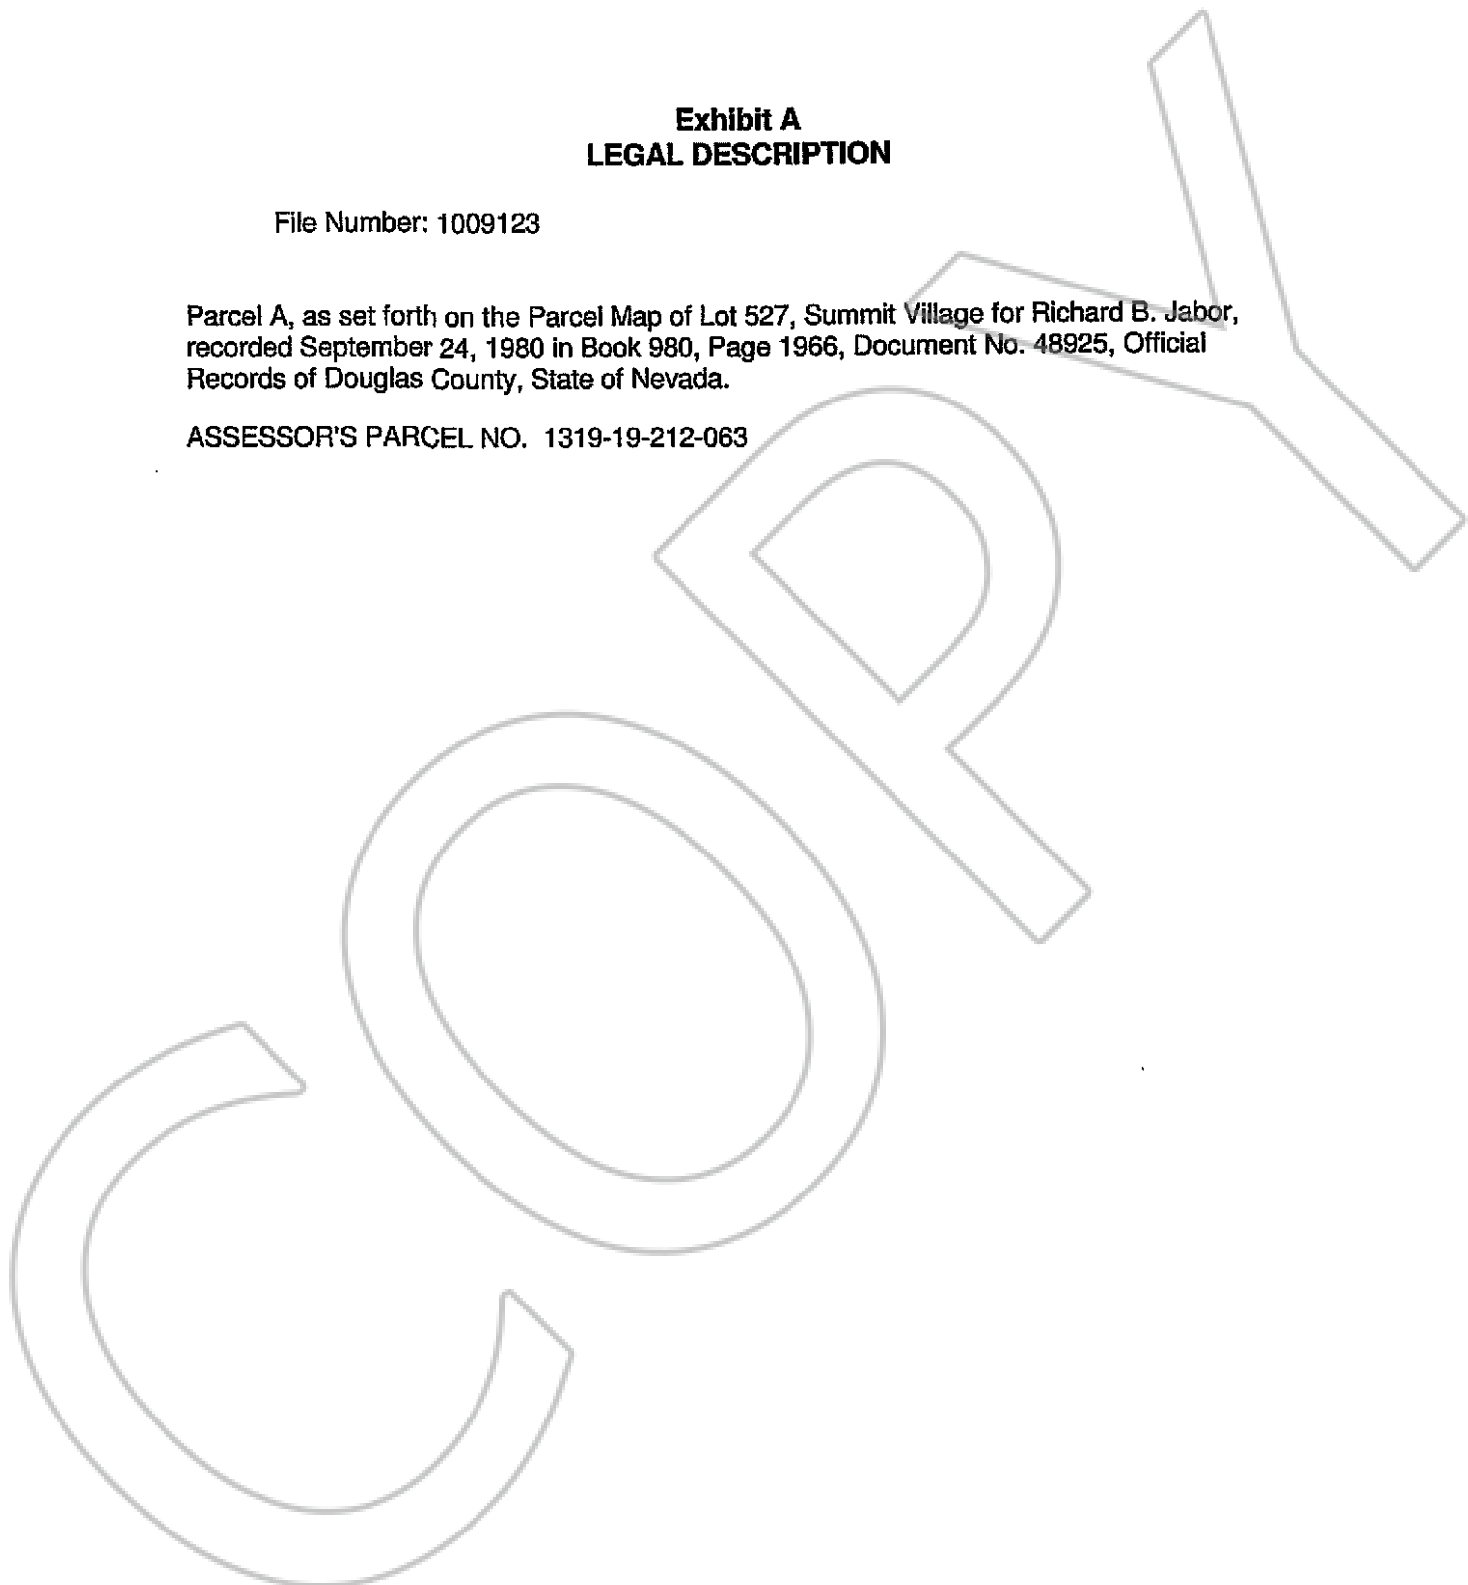 Exhibit A
LEGAL DESCRIPTION
File Number: 1009123
Parcel A, as set forth on the Parcel Map of Lot 527, Summit Village for Richard B. Jabor,
recorded September 24, 1980 in Book 980, Page 1966, Document No. 48925, Official
Records of Douglas County, State of Nevada.
ASSESSOR'S PARCEL NO. 1319-19-212-063
COPY